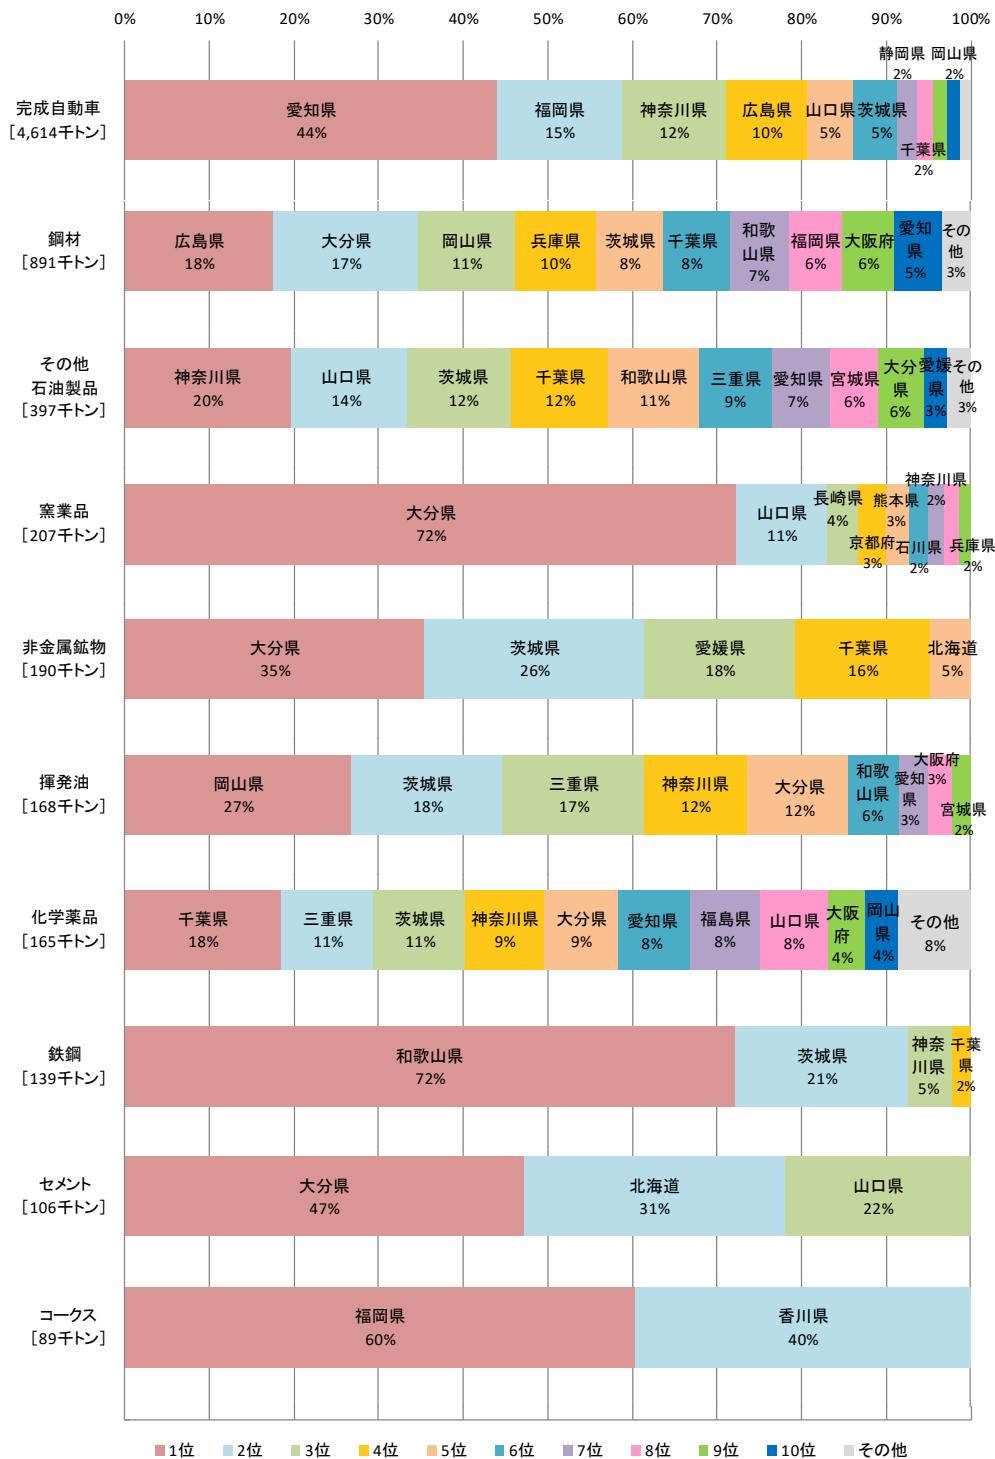 0% 10% 20% 30% 40% 50% 60% 70% 80% 90% 100%
完成自動車
[4,614千トン]
愛知県
44%
福岡県
15%
神奈川県
12%
広島県
10%
山口県
5%
茨城県
5%
静岡県
2%
千葉県
2%
岡山県
2%
鋼材
[891千トン]
広島県
18%
大分県
17%
岡山県
11%
兵庫県
10%
茨城県
8%
千葉県
8%
和歌
山県
7%
福岡県
6%
大阪府
6%
愛知
県
5%
その
他
3%
その他
石油製品
[397千トン]
神奈川県
20%
山口県
14%
茨城県
12%
千葉県
12%
和歌山県
11%
三重県
9%
愛知県
7%
宮城県
6%
大分
県
6%
愛媛
県
3%
その
他
3%
窯業品
[207千トン]
大分県
72%
山口県
11%
長崎県
4%
京都府
3%
熊本県
3%
石川県
2%
神奈川県
2%
兵庫県
2%
非金属鉱物
[190千トン]
大分県
35%
茨城県
26%
愛媛県
18%
千葉県
16%
北海道
5%
揮発油
[168千トン]
岡山県
27%
茨城県
18%
三重県
17%
神奈川県
12%
大分県
12%
和歌
山県
6%
愛知
県
3%
大阪府
3%
宮城県
2%
化学薬品
[165千トン]
千葉県
18%
三重県
11%
茨城県
11%
神奈川県
9%
大分県
9%
愛知県
8%
福島県
8%
山口県
8%
大阪
府
4%
岡山
県
4%
その他
8%
鉄鋼
[139千トン]
和歌山県
72%
茨城県
21%
神奈
川県
5%
千葉
県
2%
セメント
[106千トン]
大分県
47%
北海道
31%
山口県
22%
コークス
[89千トン]
福岡県
60%
香川県
40%
1位 2位 3位 4位 5位 6位 7位 8位 9位 10位 その他